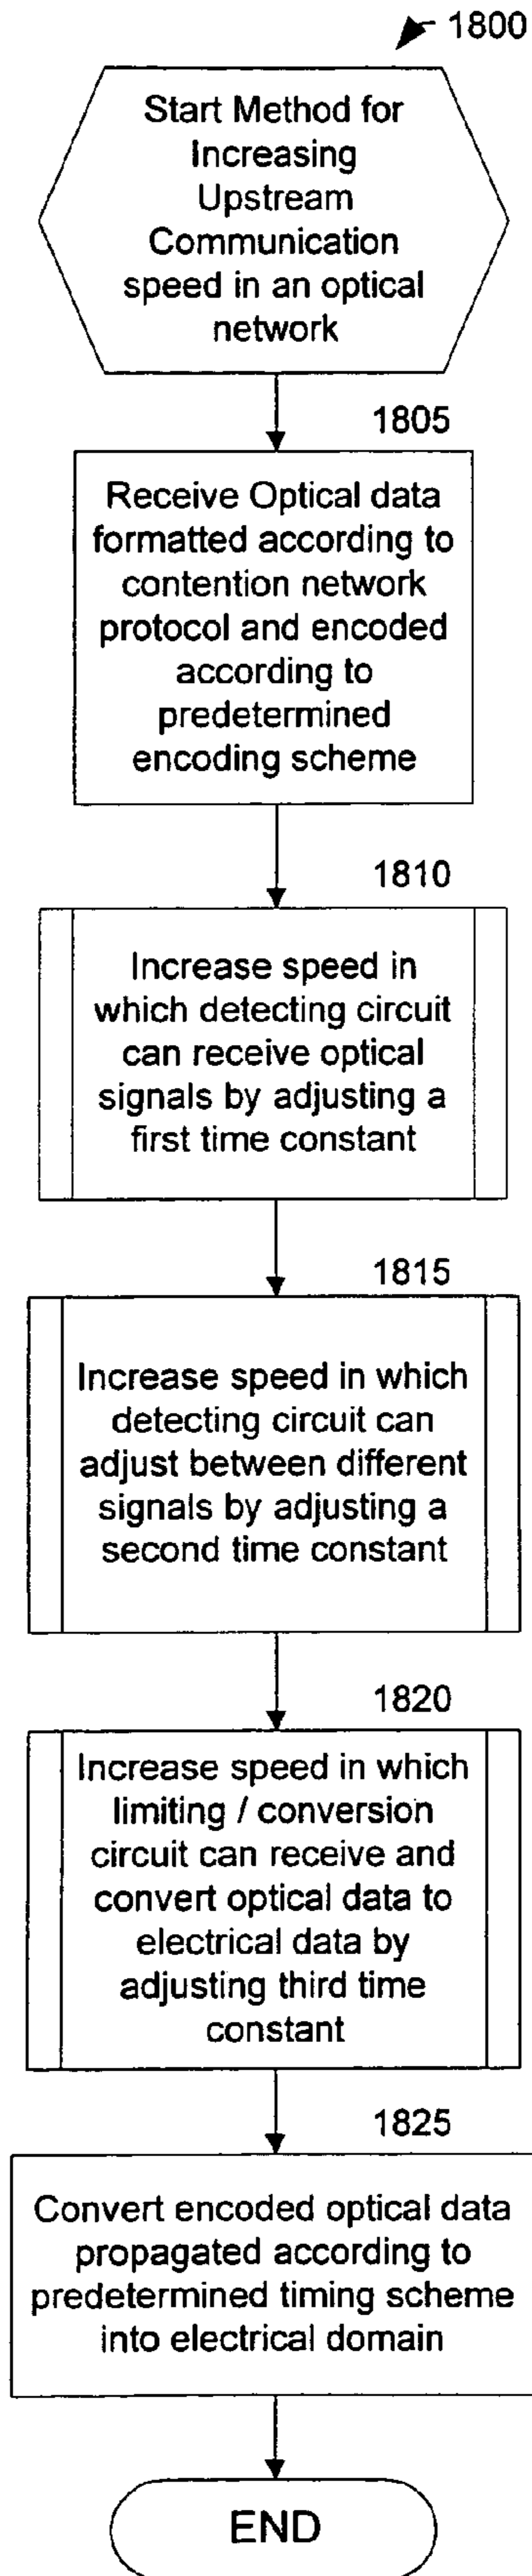 1800
Start Method for
Increasing
Upstream
Communication
speed in an optical
network
1805
Receive Optical data
formatted according to
contention network
protocol and encoded
according to
predetermined
encoding scheme
1810
Increase speed in
which detecting circuit
can receive optical
signals by adjusting a
first time constant
1815
Increase speed in which
detecting circuit can
adjust between different
signals by adjusting a
second time constant
1820
Increase speed in which
limiting / conversion
circuit can receive and
convert optical data to
electrical data by
adjusting third time
constant
1825
Convert encoded optical data
propagated according to
predetermined timing scheme
into electrical domain
END